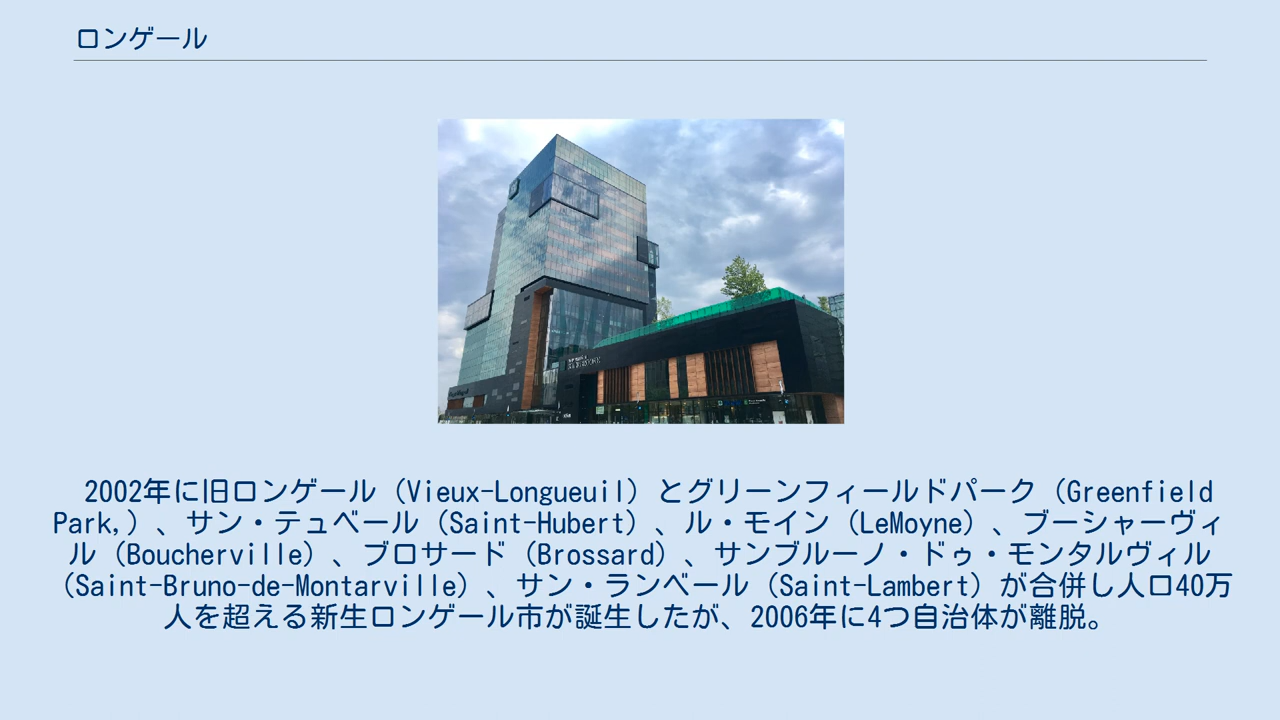 ロンゲール
2002年に旧ロンゲール（Vieux-Longueuil）とグリーンフィールドパーク（Greenfield
Park,）、サン・テュベール（Saint-Hubert）、ル・モイン（LeMoyne）、ブーシャーヴィ
ル（Boucherville）、ブロサード（Brossard）、サンブルーノ・ドゥ・モンタルヴィル
（Saint-Bruno-de-Montarville）、サン・ランベール（Saint-Lambert）が合併し人口40万
人を超える新生ロンゲール市が誕生したが、2006年に4つ自治体が離脱。